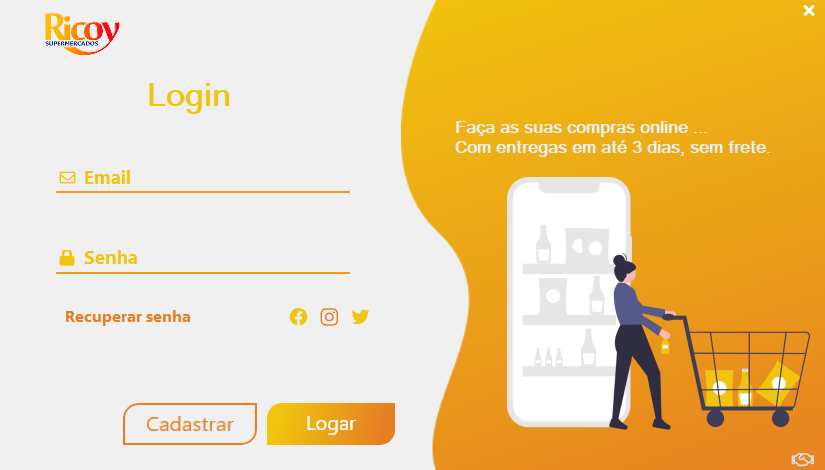 Ricoy
SUPERMERCADOS
Login
Email
Senha
Recuperar senha
Cadastrar
Logar
Faça as suas compras online ...
Com entregas em até 3 dias, sem frete.